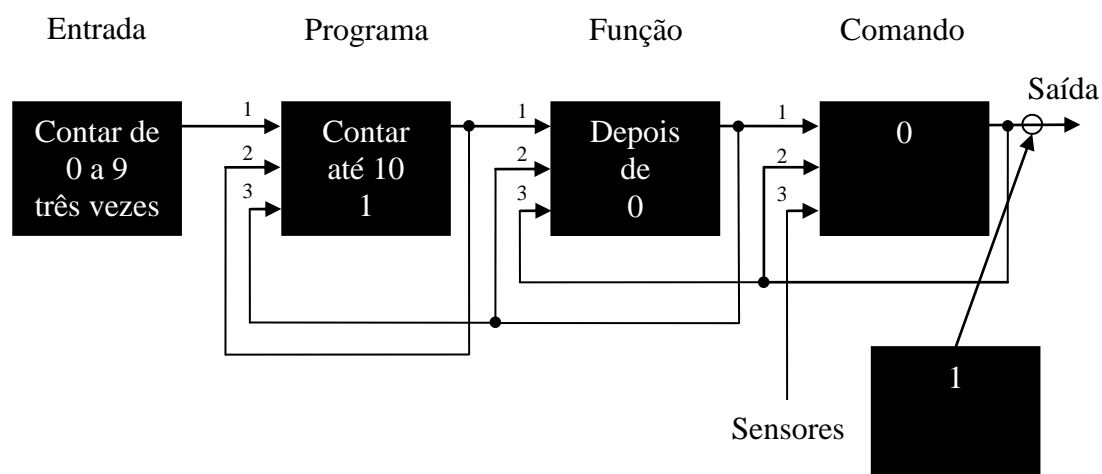 Entrada
Programa
Função
Comando
Saída
1
2
3
1
2
3
1
2
3
Contar de
0 a 9
três vezes
Contar
até 10
1
Depois
de
0
0
1
Sensores